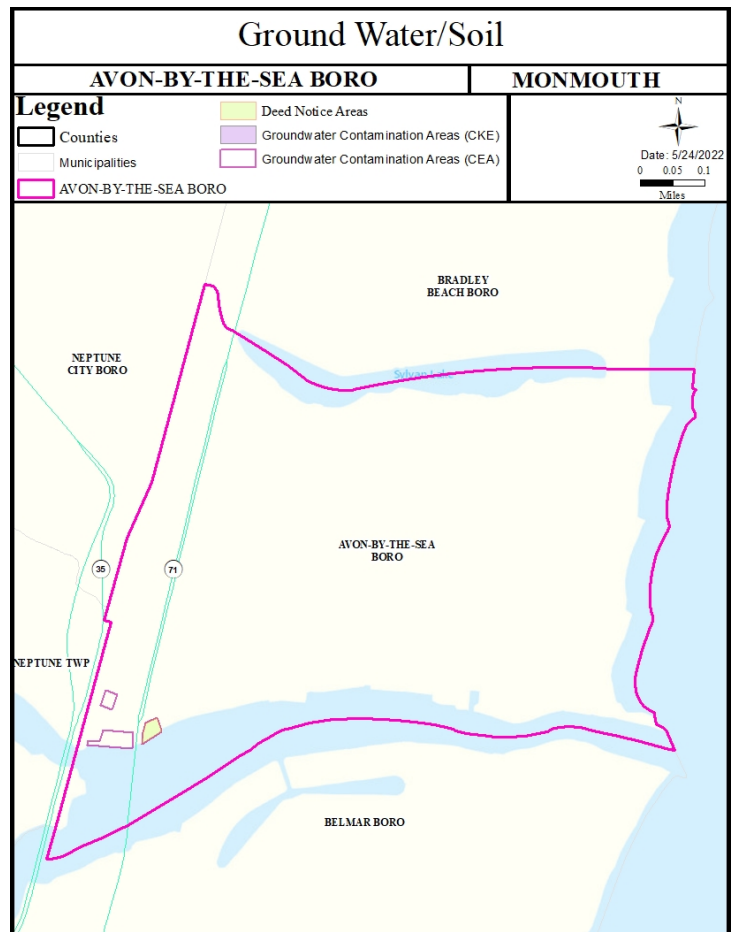 Ground Water/Soil
AVON-BY-THE-SEA BORO
MONMOUTH
Legend
Counties
Municipalities
AVON-BY-THE-SEA BORO
Deed Notice Areas
Groundwater Contamination Areas (CKE)
Groundwater Contamination Areas (CEA)
N
Date: 5/24/2022
0 0.05 0.1
Miles
BRADLEY
BEACH BORO
NEPTUNE
CITY BORO
Sylvan Lake
AVON-BY-THE-SEA
BORO
35
71
NEPTUNE TWP
BELMAR BORO